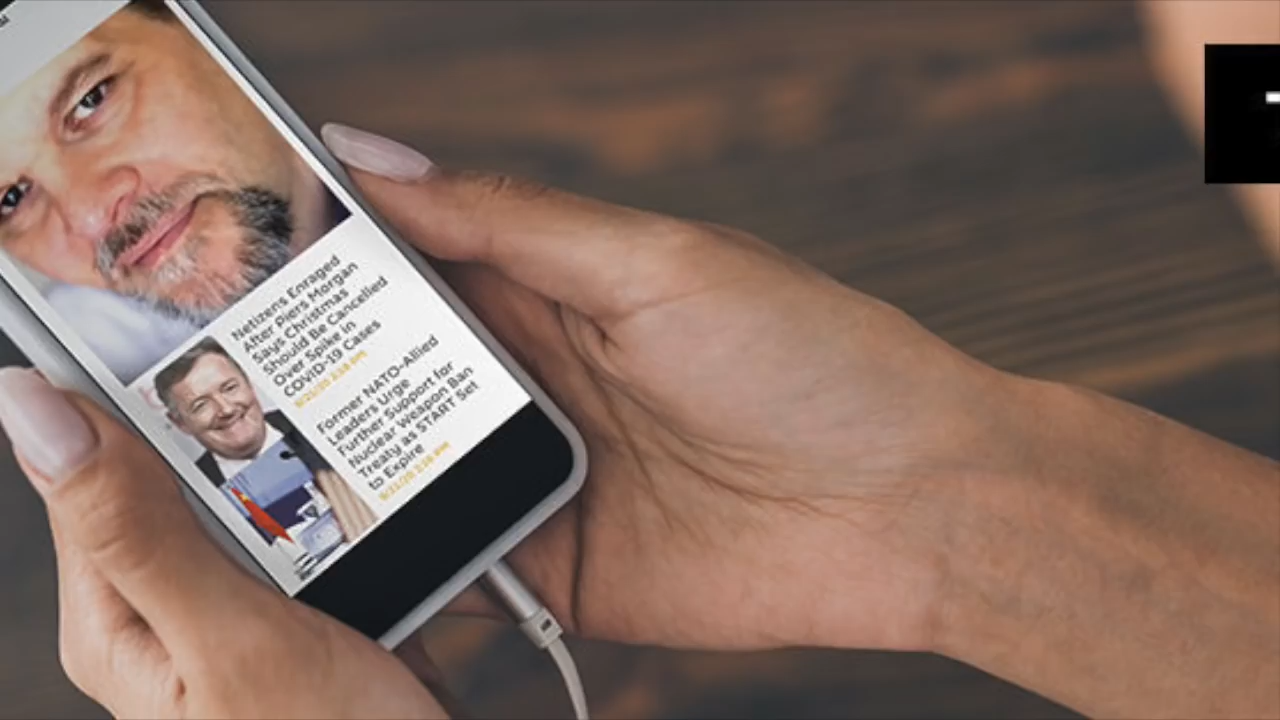 Netizens Enraged
After Piers Morgan
Says Christmas
Should Be Cancelled
Over Spike in
COVID-19 Cases
Former NATO-Allied
Leaders Urge
Further Support for
Nuclear Weapon Ban
Treaty as START Set
to Expire